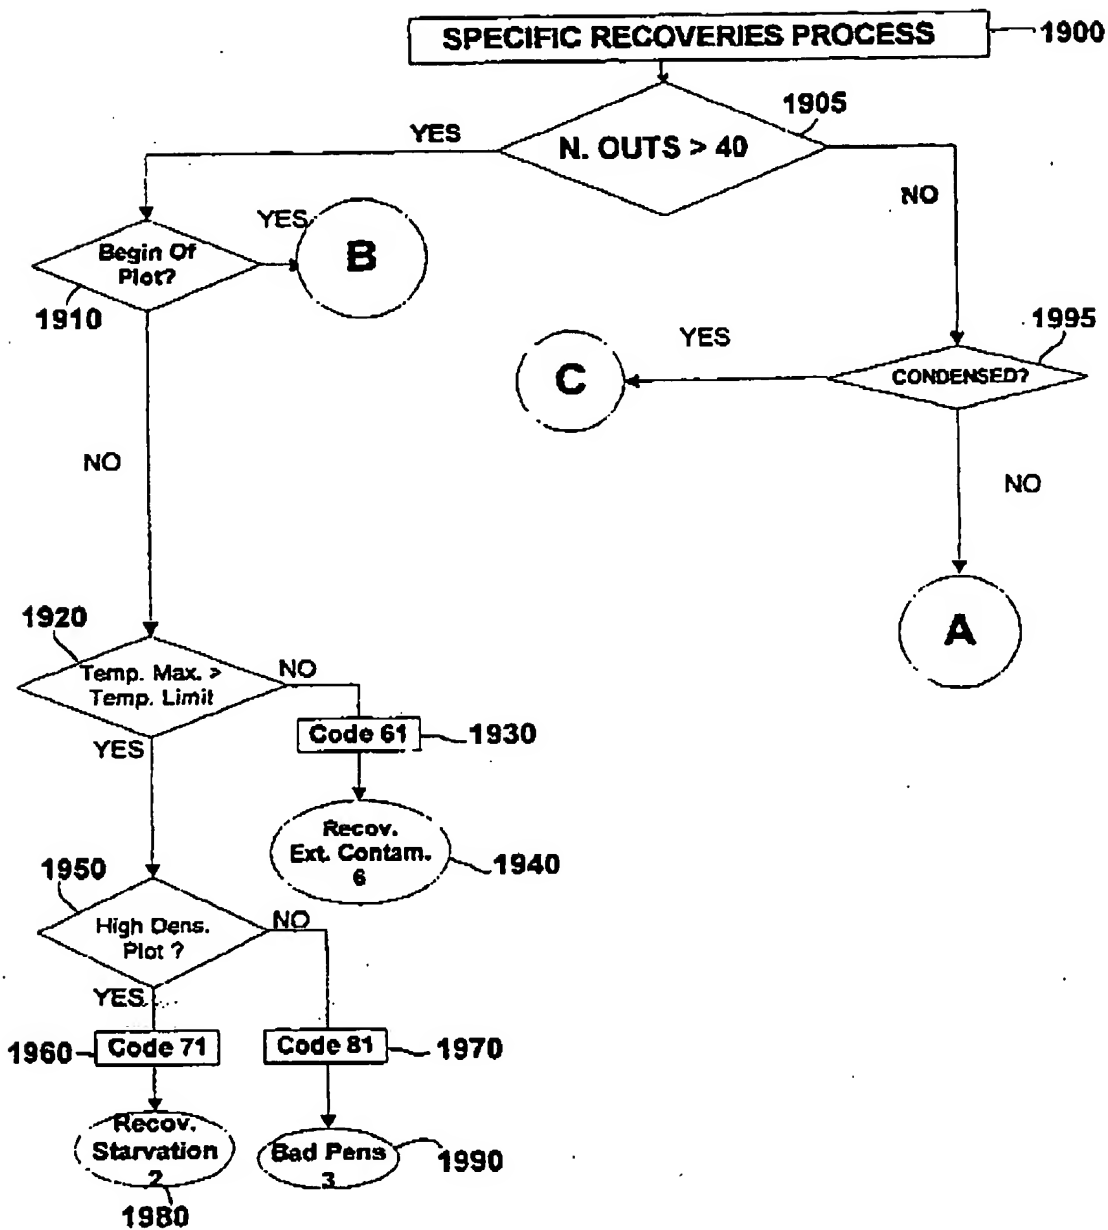 SPECIFIC RECOVERIES PROCESS
1900
1905
YES
N. OUTS > 40
NO
YES
B
Begin Of
Plot?
1910
1995
YES
C
CONDENSED?
NO
NO
A
1920
Temp. Max. >
Temp. Limit
NO
Code 61
1930
YES
Recov.
Ext. Contam.
6
1940
1950
High Dens.
Plot ?
NO
YES
1960
Code 71
Code 81
1970
Recov.
Starvation
2
Bad Pens
3
1990
1980